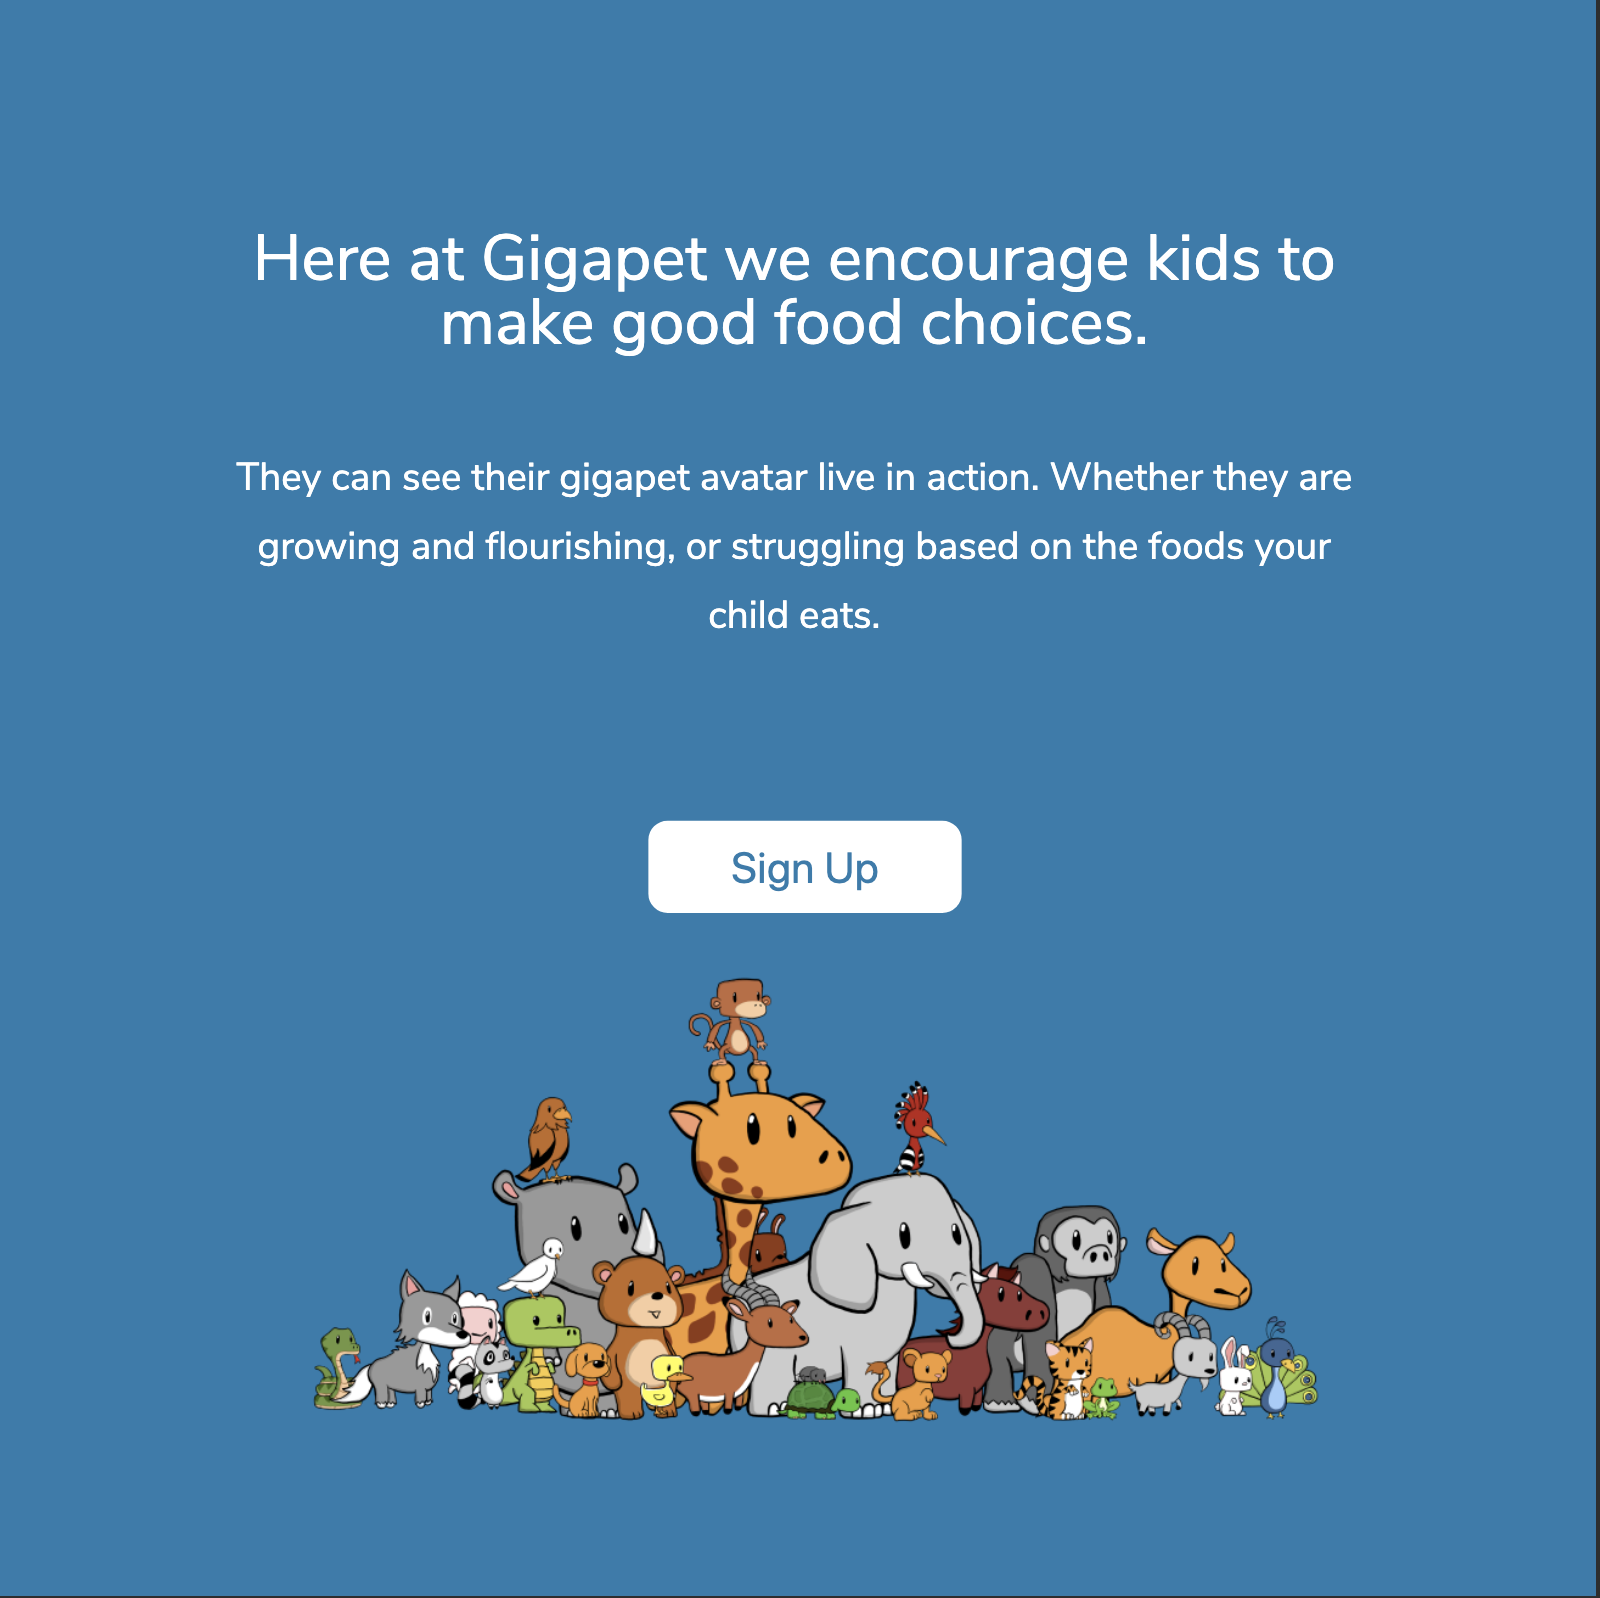 Here at Gigapet we encourage kids to
make good food choices.
They can see their gigapet avatar live in action. Whether they are
growing and flourishing, or struggling based on the foods your
child eats.
Sign Up